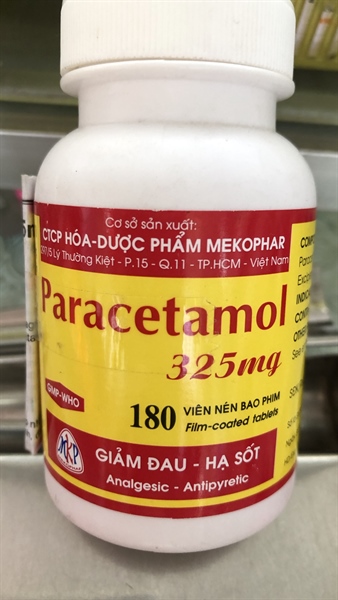 Cơ sở sản xuất:
CTCP HÓA-DƯỢC PHẨM MEKOPHAR
297/5 Lý Thường Kiệt - P.15 - Q.11 - TP.HCM - Việt Nam
Paracetamol
325mg
GMP-WHO
180 VIÊN NÉN BAO PHIM
Film-coated tablets
MKP
GIẢM ĐAU - HẠ SỐT
Analgesic - Antipyretic